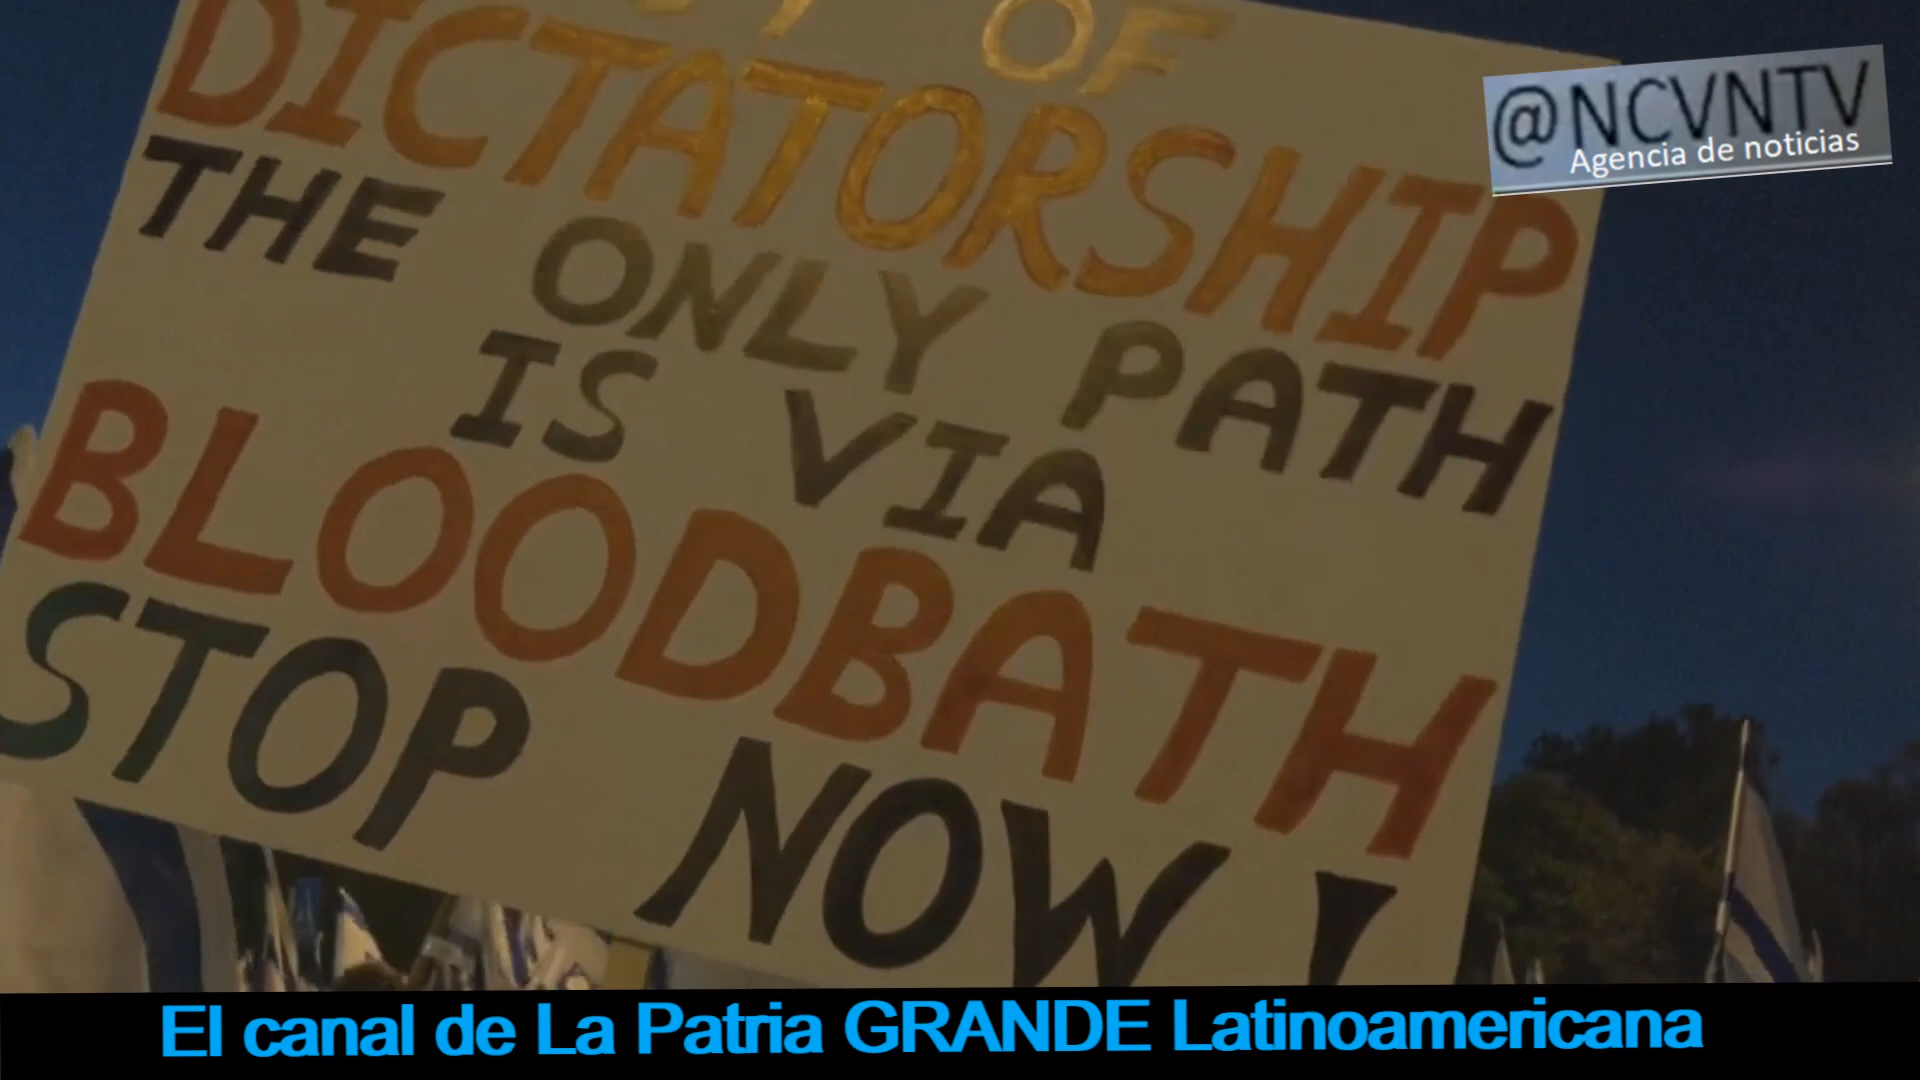 OF
DICTATORSHIP
THE ONLY PATH
IS VIA
BLOODBATH
STOP NOW!
@NCVNTV
Agencia de noticias
El canal de La Patria GRANDE Latinoamericana